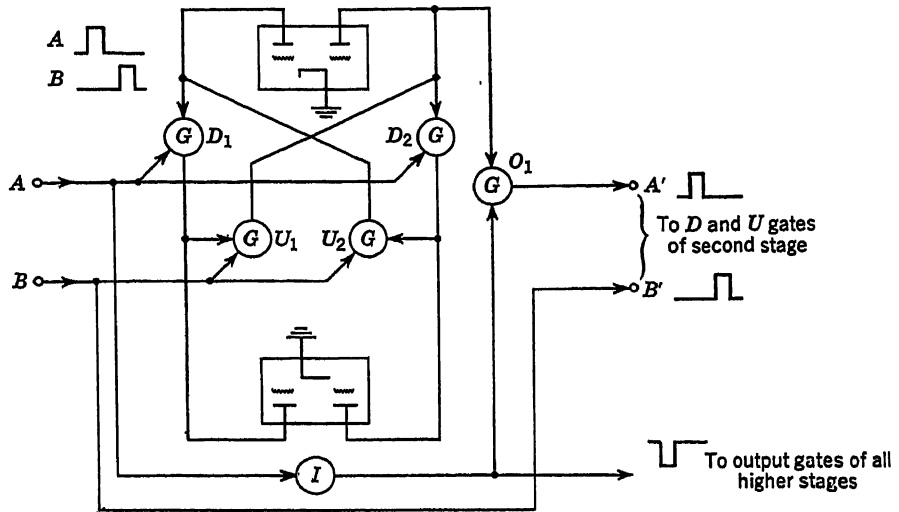 A
B
G D₁
D₂ G
O₁
G
A
A′
To D and U gates
of second stage
G U₁
U₂ G
B
B′
I
To output gates of all
higher stages